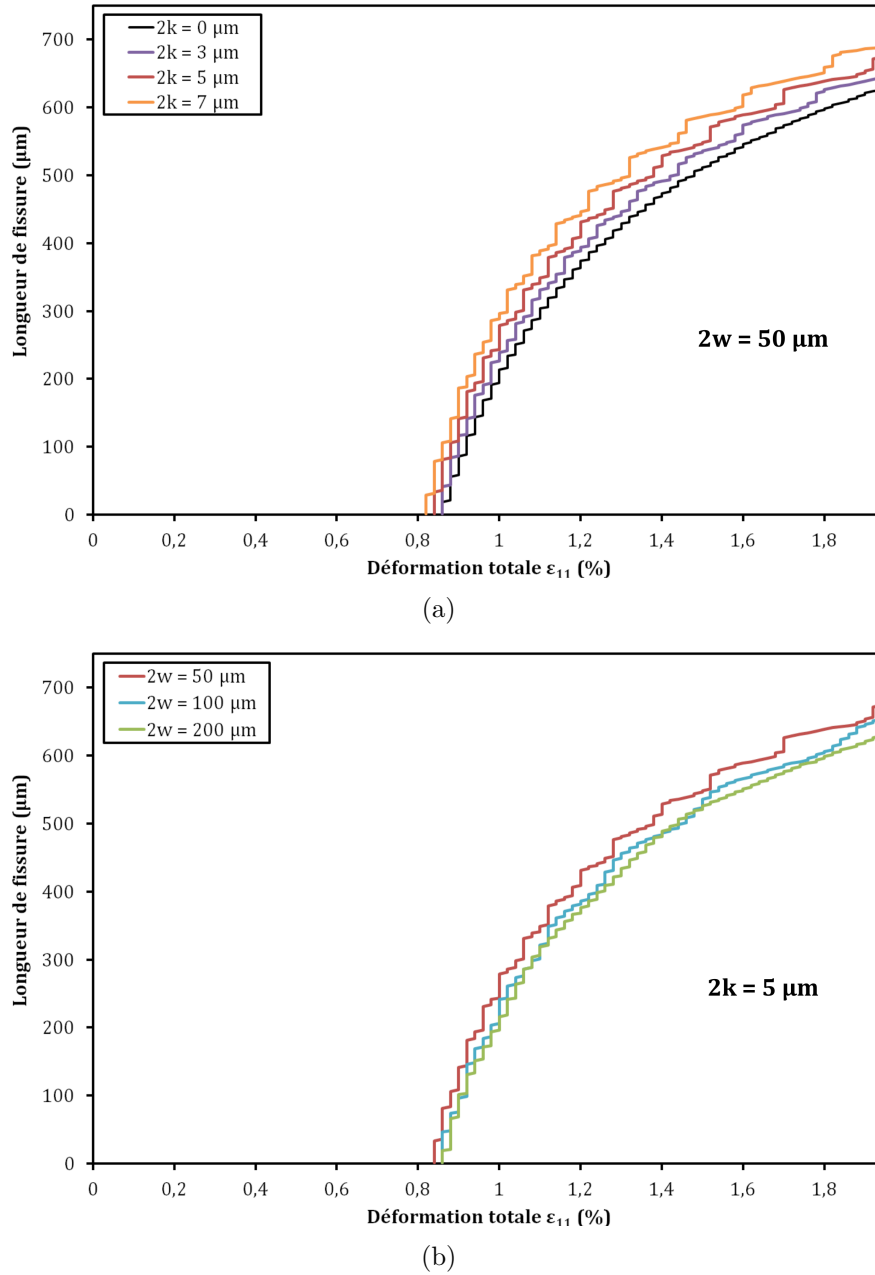 2k = 0 µm
2k = 3 µm
2k = 5 µm
2k = 7 µm
700
600
500
400
300
200
100
0
Longueur de fissure (µm)
2w = 50 µm
0 0,2 0,4 0,6 0,8 1 1,2 1,4 1,6 1,8
Déformation totale ε₁₁ (%)
(a)
2w = 50 µm
2w = 100 µm
2w = 200 µm
700
600
500
400
300
200
100
0
Longueur de fissure (µm)
2k = 5 µm
0 0,2 0,4 0,6 0,8 1 1,2 1,4 1,6 1,8
Déformation totale ε₁₁ (%)
(b)